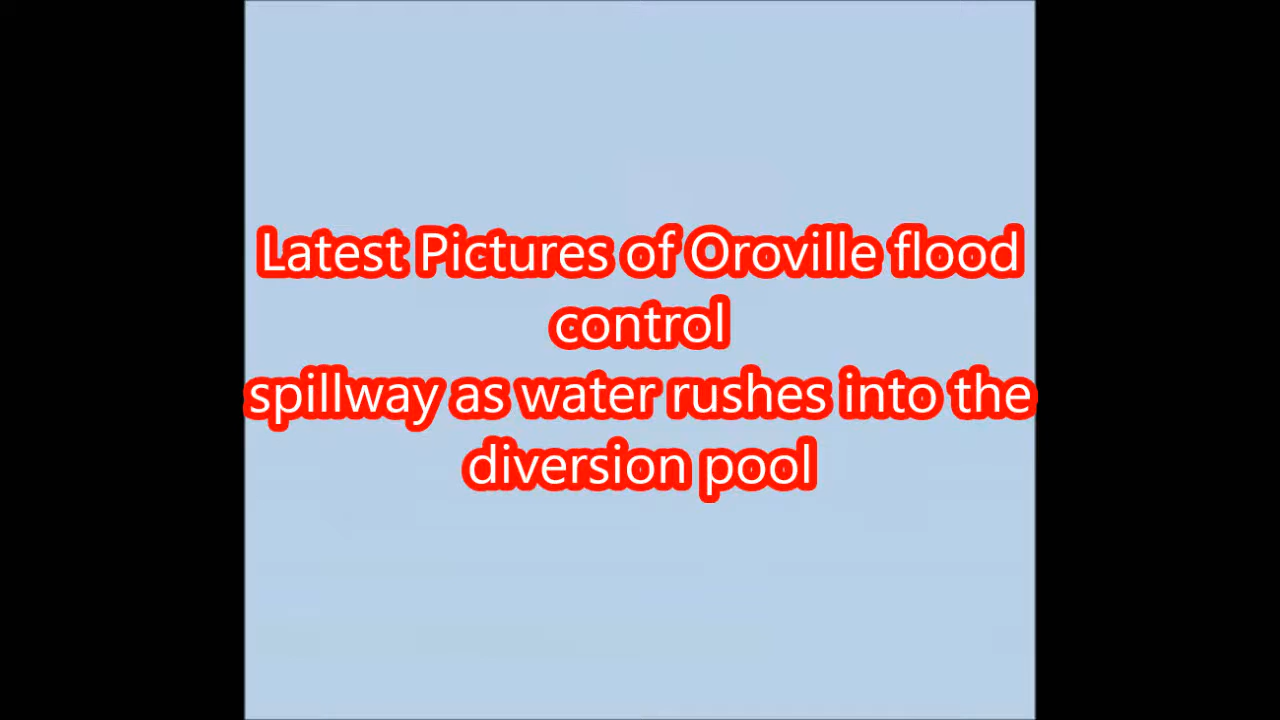 Latest Pictures of Oroville flood
control
spillway as water rushes into the
diversion pool